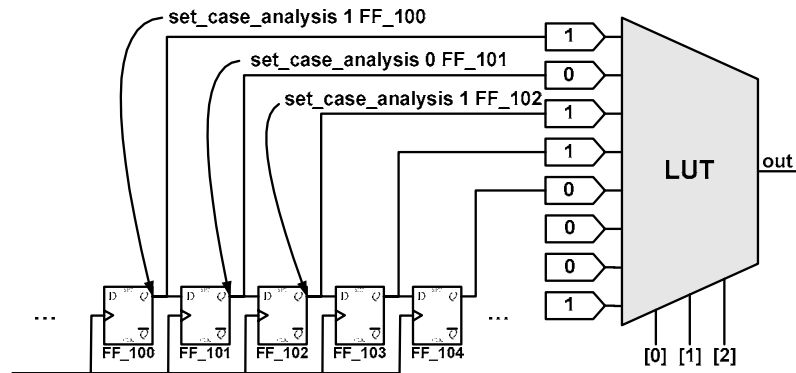 set_case_analysis 1 FF_100
set_case_analysis 0 FF_101
set_case_analysis 1 FF_102
1
0
1
1
0
0
0
1
LUT
out
[0] [1] [2]
... D Q D Q D Q D Q D Q ...
Q Q Q Q Q
FF_100 FF_101 FF_102 FF_103 FF_104